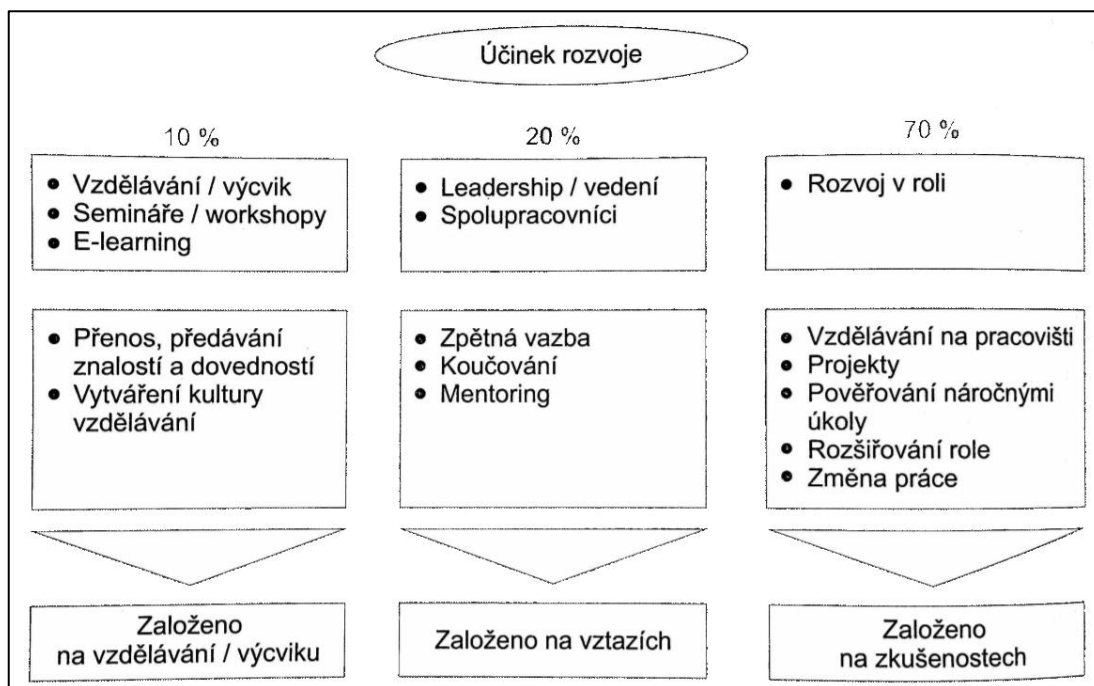 Účinek rozvoje
10 %
● Vzdělávání / výcvik
● Semináře / workshopy
● E-learning
● Přenos, předávání
znalostí a dovedností
● Vytváření kultury
vzdělávání
Založeno
na vzdělávání / výcviku
20 %
● Leadership / vedení
● Spolupracovníci
● Zpětná vazba
● Koučování
● Mentoring
Založeno na vztazích
70 %
● Rozvoj v roli
● Vzdělávání na pracovišti
● Projekty
● Pověřování náročnými
úkoly
● Rozšiřování role
● Změna práce
Založeno
na zkušenostech